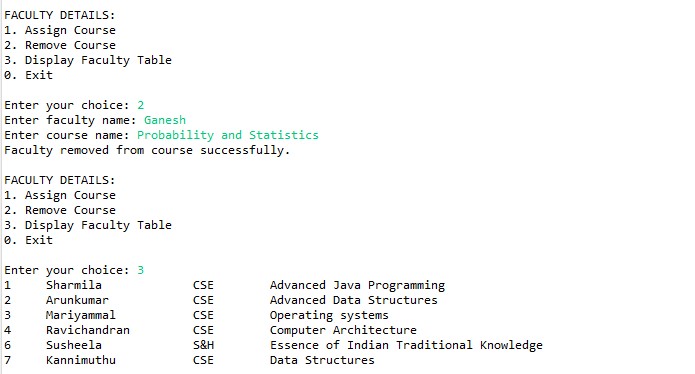 FACULTY DETAILS:
1. Assign Course
2. Remove Course
3. Display Faculty Table
0. Exit
Enter your choice: 2
Enter faculty name: Ganesh
Enter course name: Probability and Statistics
Faculty removed from course successfully.
FACULTY DETAILS:
1. Assign Course
2. Remove Course
3. Display Faculty Table
0. Exit
Enter your choice: 3
1 Sharmila CSE Advanced Java Programming
2 Arunkumar CSE Advanced Data Structures
3 Mariyammal CSE Operating systems
4 Ravichandran CSE Computer Architecture
6 Susheela S&H Essence of Indian Traditional Knowledge
7 Kannimuthu CSE Data Structures